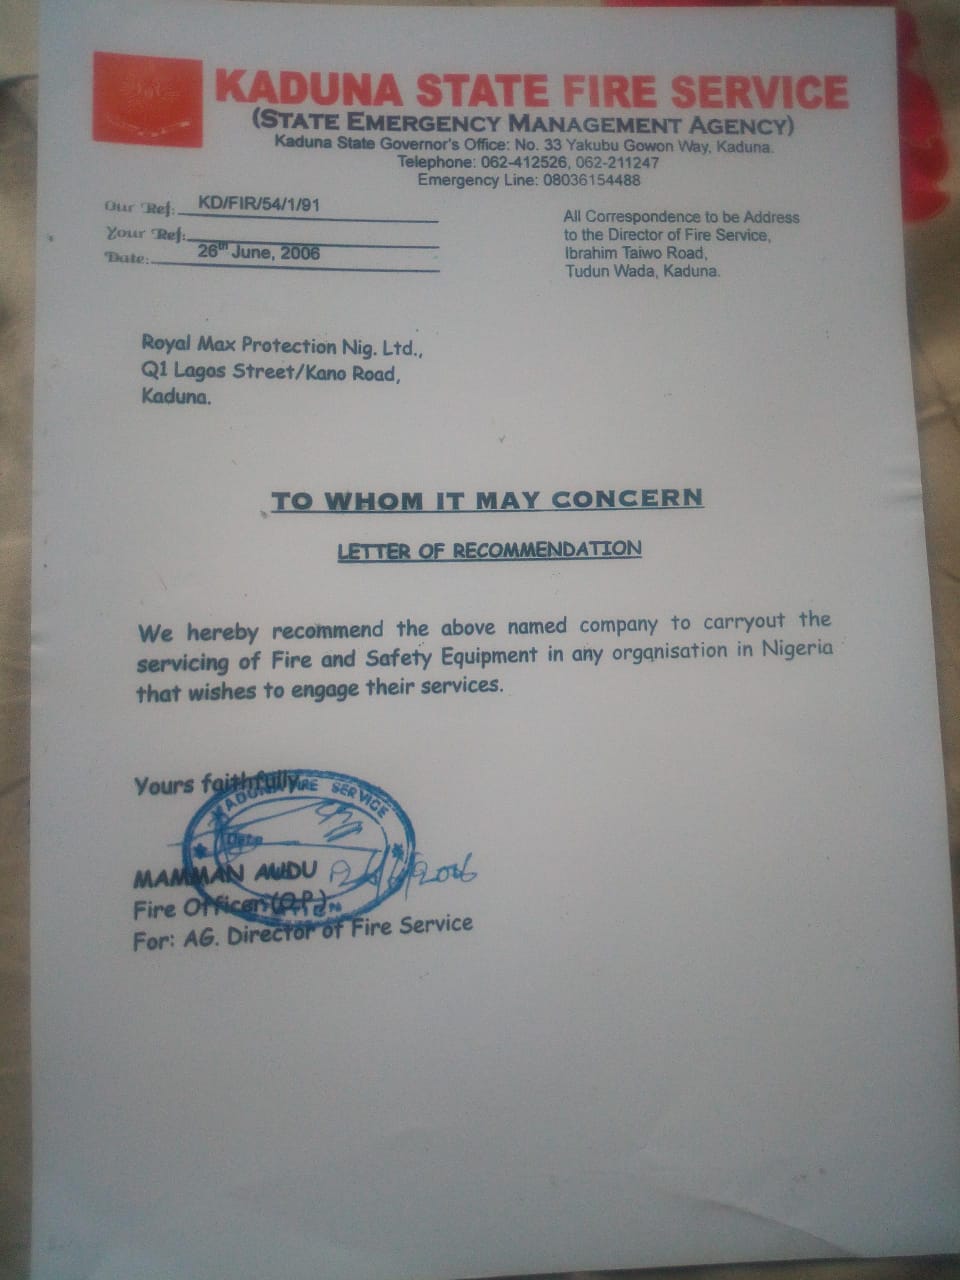 KADUNA STATE FIRE SERVICE
(STATE EMERGENCY MANAGEMENT AGENCY)
Kaduna State Governor's Office: No. 33 Yakubu Gowon Way, Kaduna.
Telephone: 062-412526, 062-211247
Emergency Line: 08036154488
Our Ref: KD/FIR/54/1/91
Your Ref:
Date: 26th June, 2006
All Correspondence to be Address
to the Director of Fire Service,
Ibrahim Taiwo Road,
Tudun Wada, Kaduna.
Royal Max Protection Nig. Ltd.,
Q1 Lagos Street/Kano Road,
Kaduna.
TO WHOM IT MAY CONCERN
LETTER OF RECOMMENDATION
We hereby recommend the above named company to carryout the
servicing of Fire and Safety Equipment in any organisation in Nigeria
that wishes to engage their services.
Yours faithfully,
KADUNA FIRE SERVICE
Date
MAMMAN AUDU
Fire Officer
For: AG. Director of Fire Service